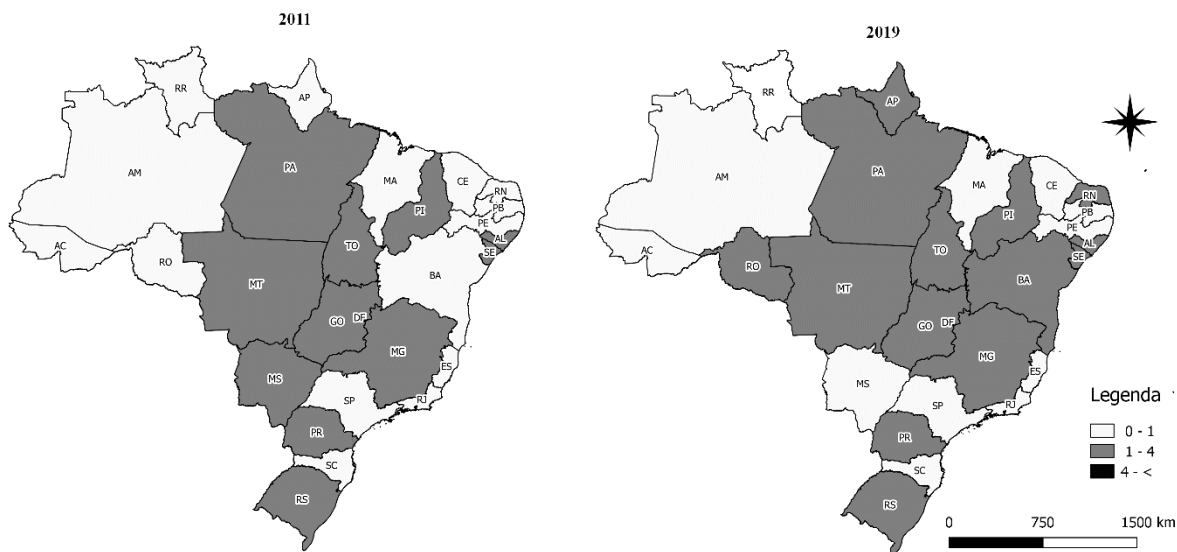 2011
RR
AP
AM
PA
MA
CE
RN
PB
PE
PI
AL
SE
AC
RO
TO
BA
MT
GO
DF
MG
ES
MS
SP
RJ
PR
SC
RS
2019
RR
AP
AM
PA
MA
CE
RN
PB
PE
PI
AL
SE
AC
RO
TO
BA
MT
GO
DF
MG
ES
MS
SP
RJ
PR
SC
RS
Legenda
0 - 1
1 - 4
4 - <
0 750 1500 km